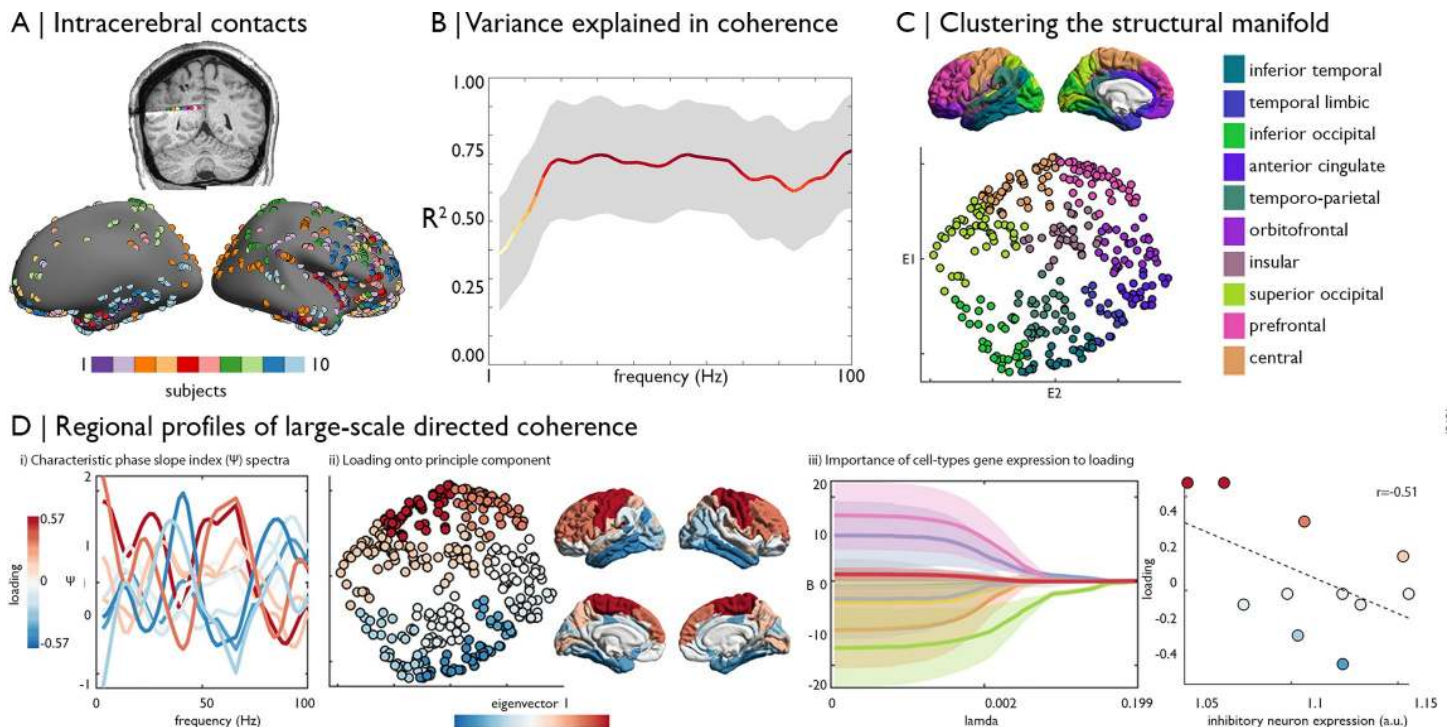 A | Intracerebral contacts
1
10
subjects
B | Variance explained in coherence
1.00
0.75
R²
0.50
0.25
0.00
1
frequency (Hz)
100
C | Clustering the structural manifold
E1
E2
inferior temporal
temporal limbic
inferior occipital
anterior cingulate
temporo-parietal
orbitofrontal
insular
superior occipital
prefrontal
central
D | Regional profiles of large-scale directed coherence
i) Characteristic phase slope index (Ψ) spectra
loading
0.57
0
-0.57
2
1
Ψ
1
0
-1
0
50
100
frequency (Hz)
ii) Loading onto principle component
eigenvector 1
iii) Importance of cell-types gene expression to loading
20
10
B 0
-10
-20
0
0.002
0.199
lamda
r=-0.51
loading
0.4
0.2
0
-0.2
-0.4
1.05
1.1
1.15
inhibitory neuron expression (a.u.)